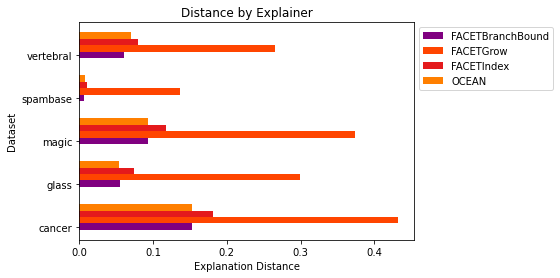 Distance by Explainer
FACETBranchBound
FACETGrow
FACETIndex
OCEAN
Dataset
vertebral
spambase
magic
glass
cancer
0.0 0.1 0.2 0.3 0.4
Explanation Distance